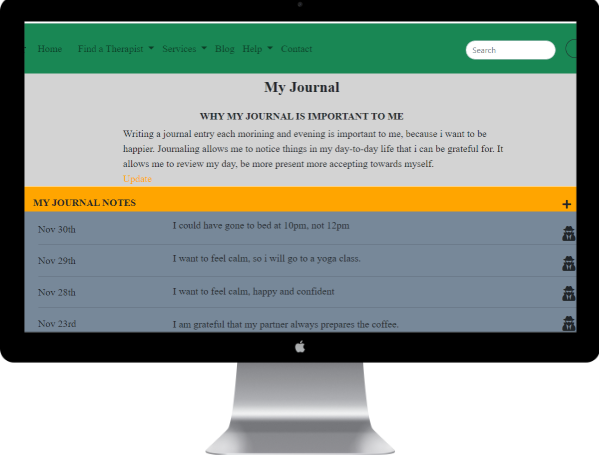 Home Find a Therapist Services Blog Help Contact Search
My Journal
WHY MY JOURNAL IS IMPORTANT TO ME
Writing a journal entry each morining and evening is important to me, because i want to be
happier. Journaling allows me to notice things in my day-to-day life that i can be grateful for. It
allows me to review my day, be more present more accepting towards myself.
Update
MY JOURNAL NOTES +
Nov 30th I could have gone to bed at 10pm, not 12pm
Nov 29th I want to feel calm, so i will go to a yoga class.
Nov 28th I want to feel calm, happy and confident
Nov 23rd I am grateful that my partner always prepares the coffee.